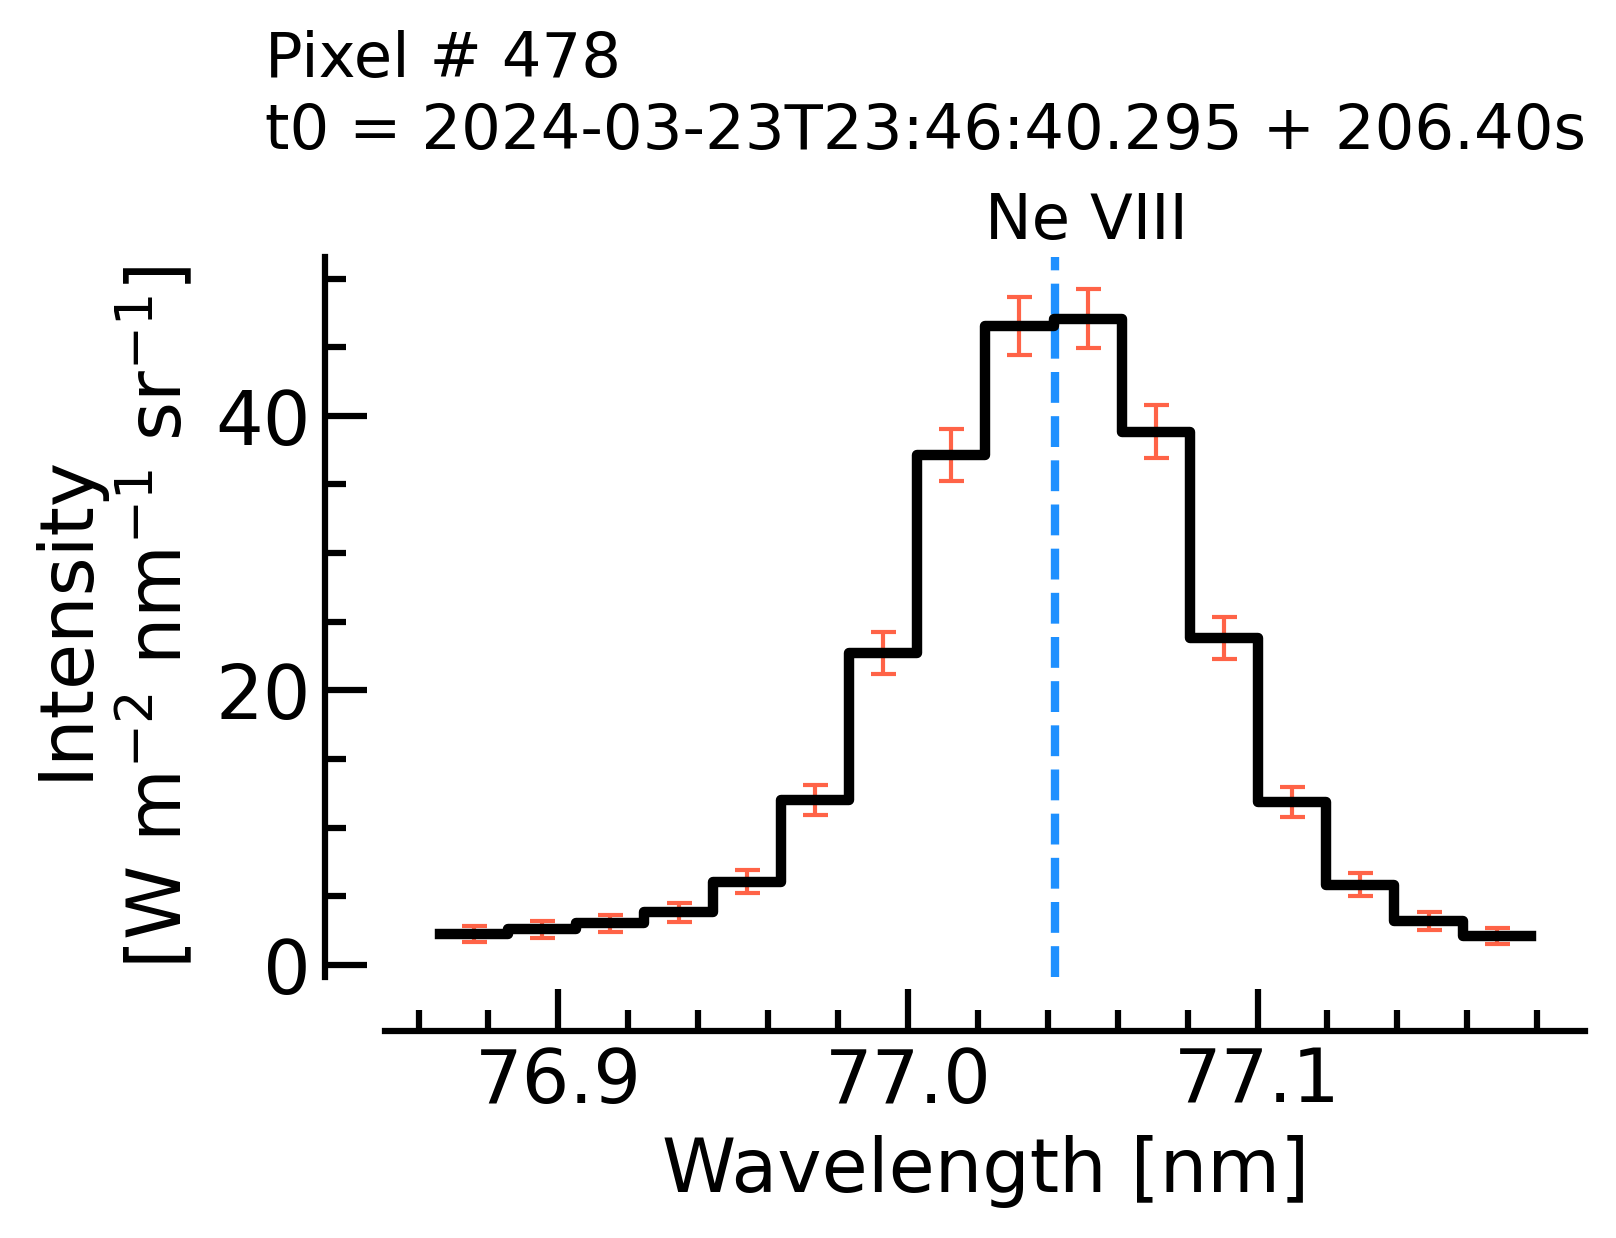 Pixel # 478
t0 = 2024-03-23T23:46:40.295 + 206.40s
Ne VIII
Intensity
[W m⁻² nm⁻¹ sr⁻¹]
40
20
0
76.9 77.0 77.1
Wavelength [nm]